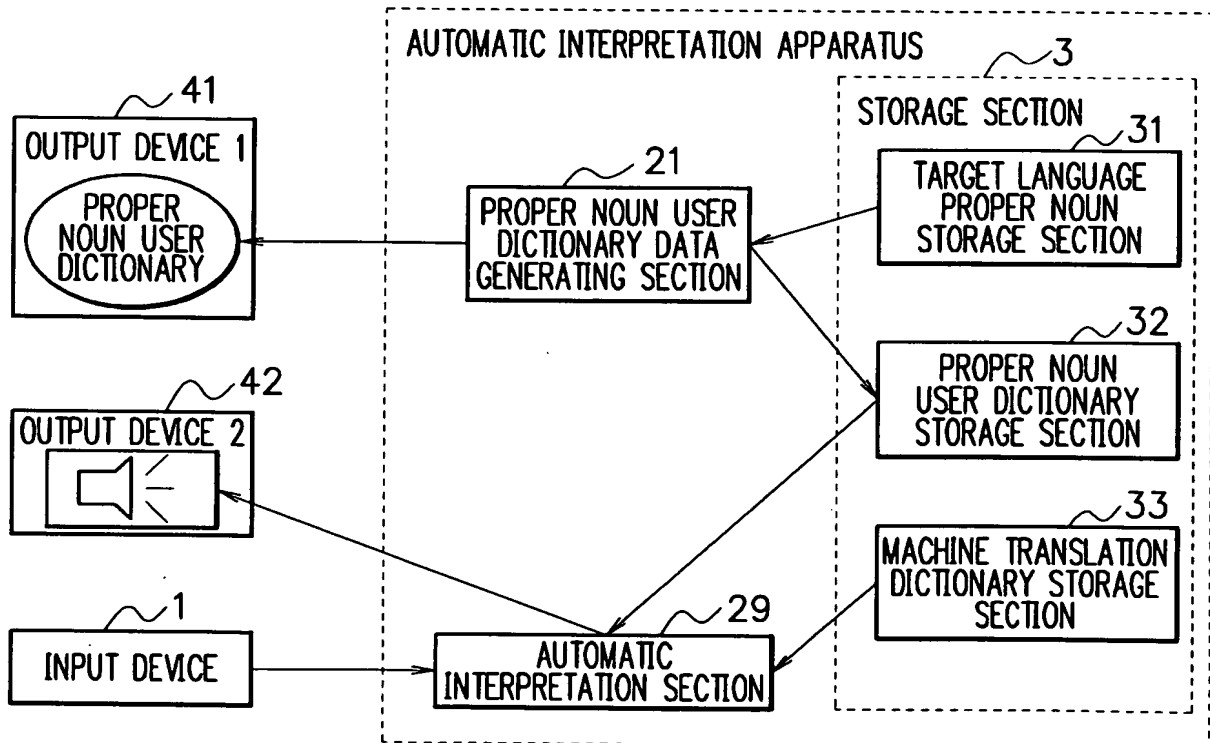 AUTOMATIC INTERPRETATION APPARATUS
3
STORAGE SECTION
41
OUTPUT DEVICE 1
PROPER
NOUN USER
DICTIONARY
21
PROPER NOUN USER
DICTIONARY DATA
GENERATING SECTION
31
TARGET LANGUAGE
PROPER NOUN
STORAGE SECTION
32
PROPER NOUN
USER DICTIONARY
STORAGE SECTION
42
OUTPUT DEVICE 2
33
MACHINE TRANSLATION
DICTIONARY STORAGE
SECTION
1
INPUT DEVICE
29
AUTOMATIC
INTERPRETATION SECTION